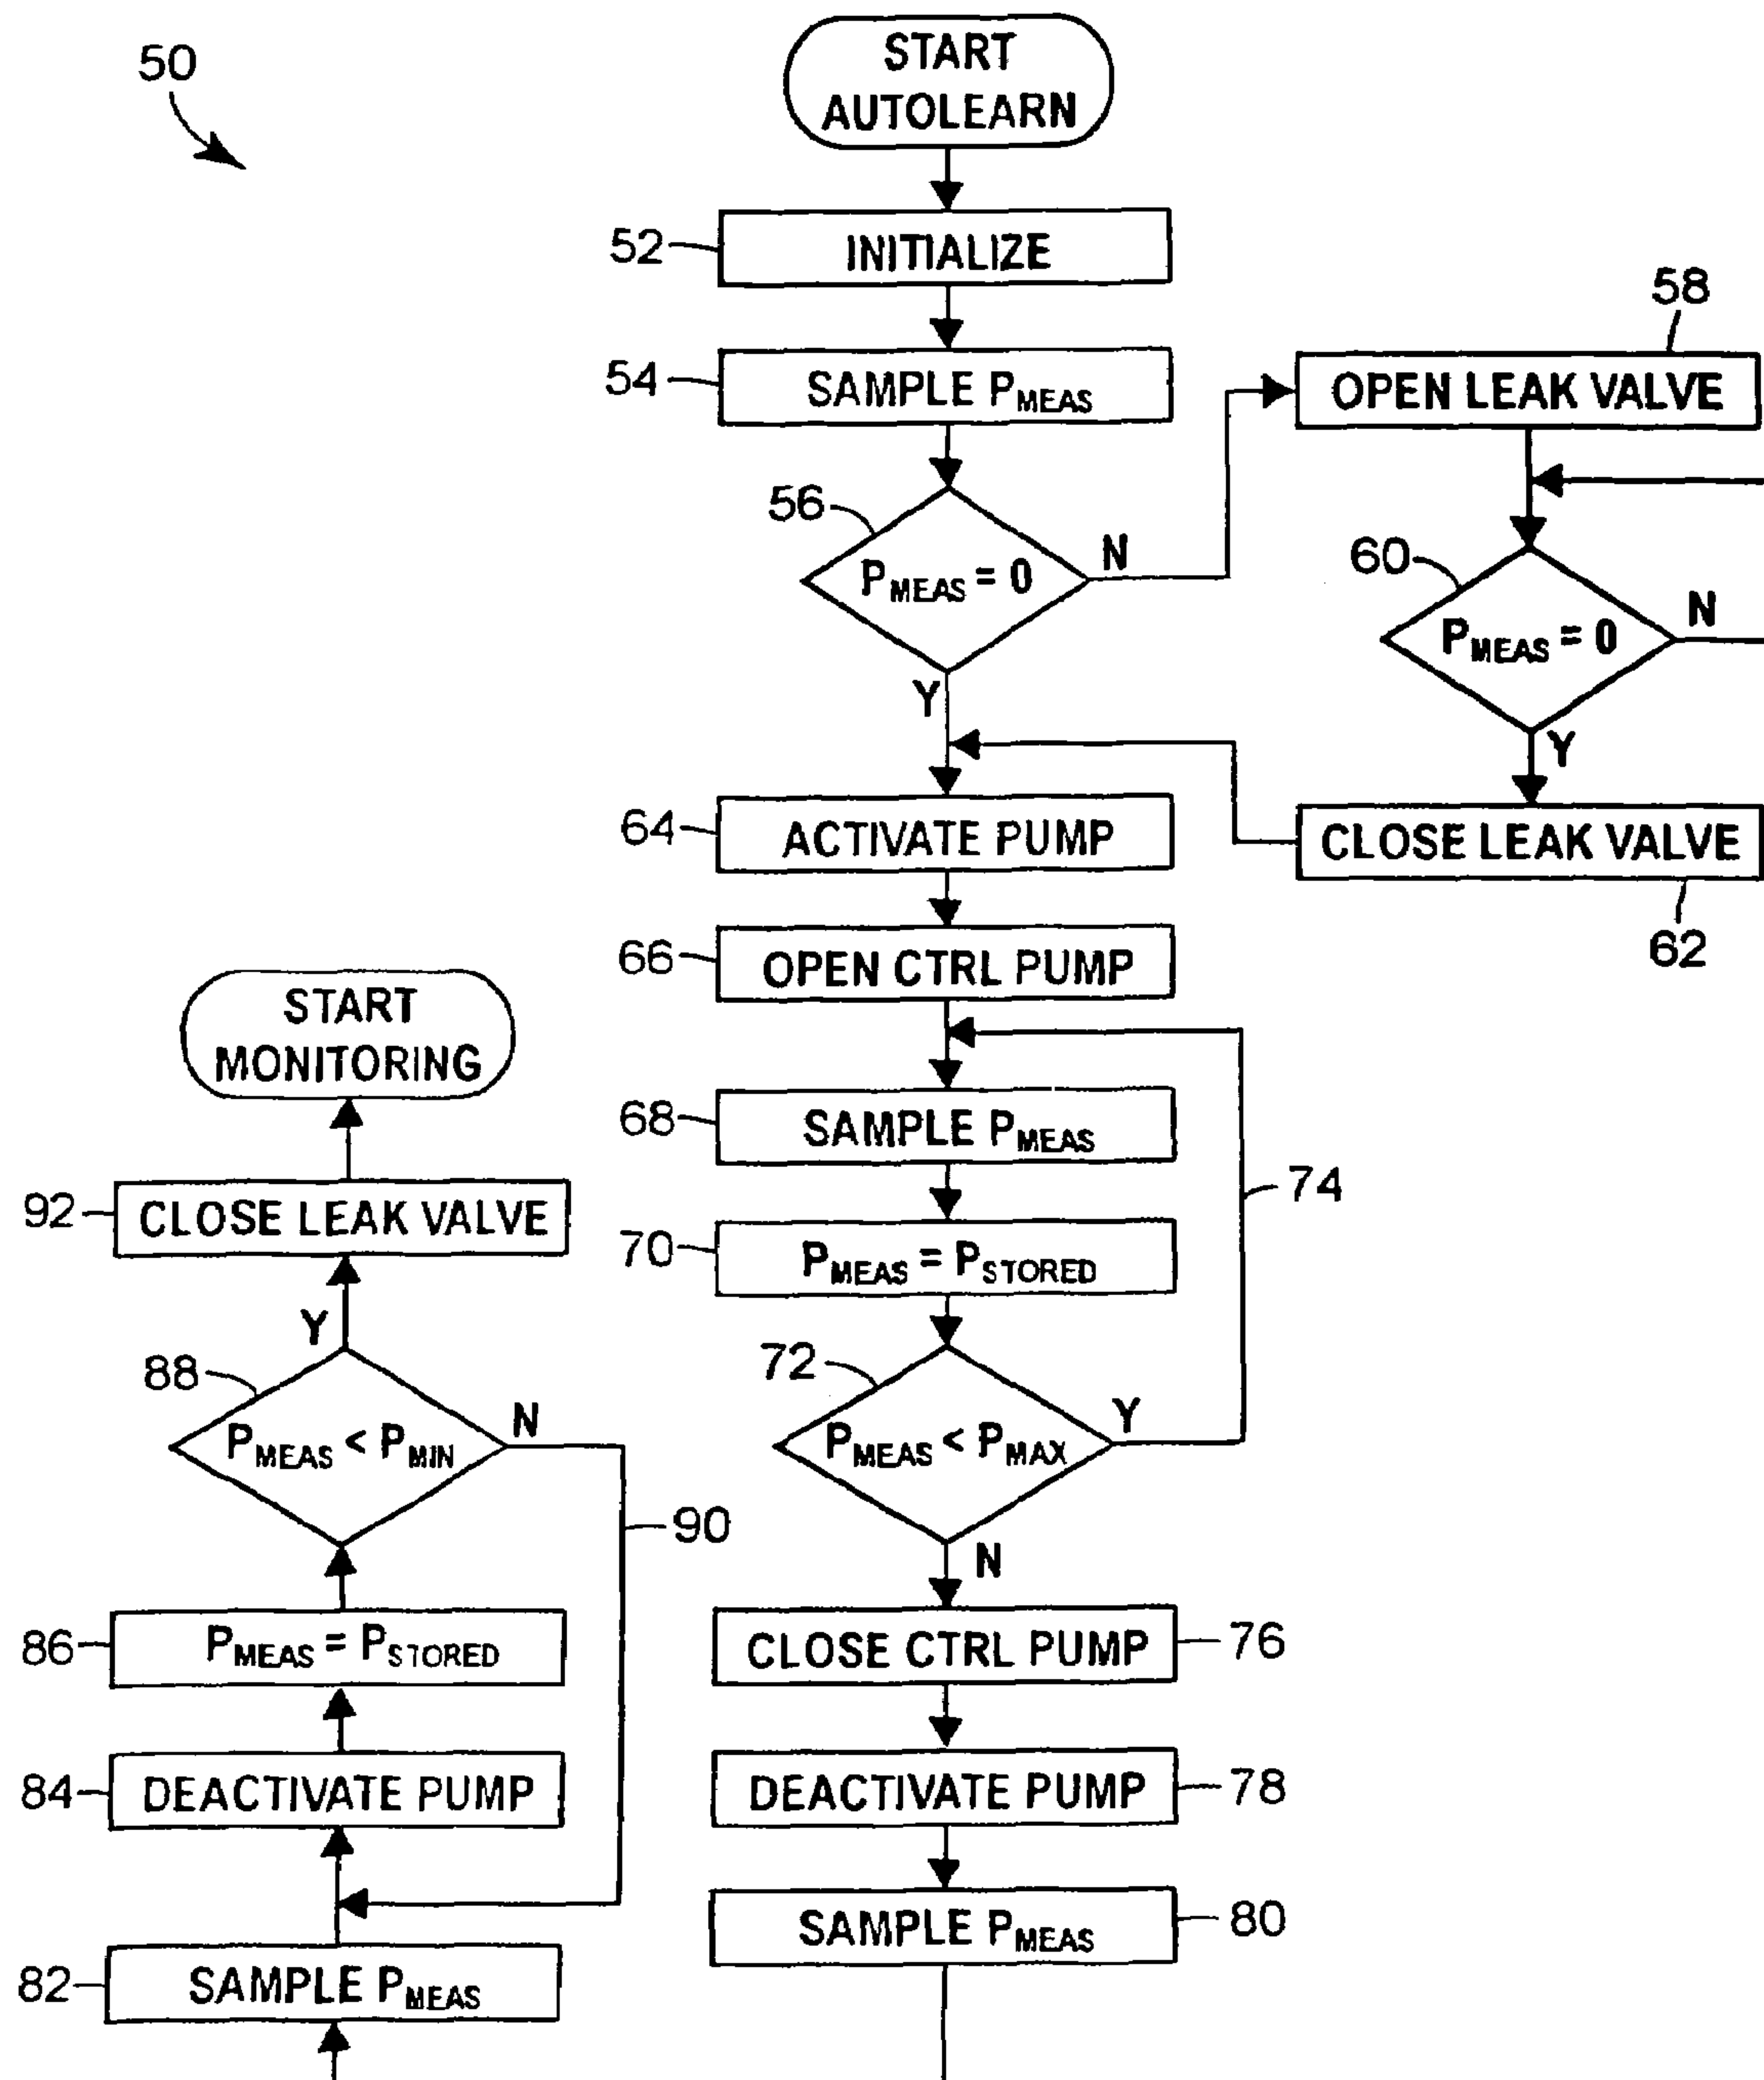 50
START
AUTOLEARN
52
INITIALIZE
54
SAMPLE PMEAS
56
PMEAS = 0
N
Y
58
OPEN LEAK VALVE
60
PMEAS = 0
N
Y
CLOSE LEAK VALVE
62
64
ACTIVATE PUMP
66
OPEN CTRL PUMP
68
SAMPLE PMEAS
70
PMEAS = PSTORED
72
PMEAS < PMAX
Y
74
N
CLOSE CTRL PUMP
76
DEACTIVATE PUMP
78
SAMPLE PMEAS
80
START
MONITORING
92
CLOSE LEAK VALVE
Y
88
PMEAS < PMIN
N
90
86
PMEAS = PSTORED
84
DEACTIVATE PUMP
82
SAMPLE PMEAS